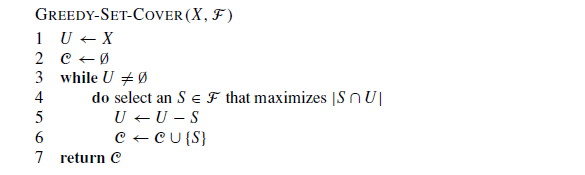 GREEDY-SET-COVER(X, ℱ)
1 U ← X
2 𝒞 ← Ø
3 while U ≠ Ø
4 do select an S ∈ ℱ that maximizes |S ∩ U|
5 U ← U − S
6 𝒞 ← 𝒞 ∪ {S}
7 return 𝒞